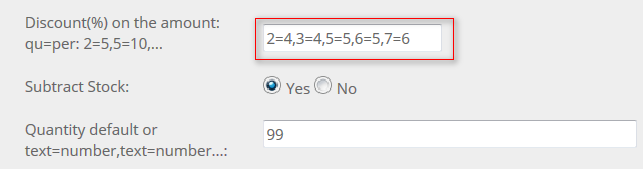 Discount(%) on the amount:
qu=per: 2=5,5=10,...
2=4,3=4,5=5,6=5,7=6
Subtract Stock:
Yes No
Quantity default or
text=number,text=number...:
99